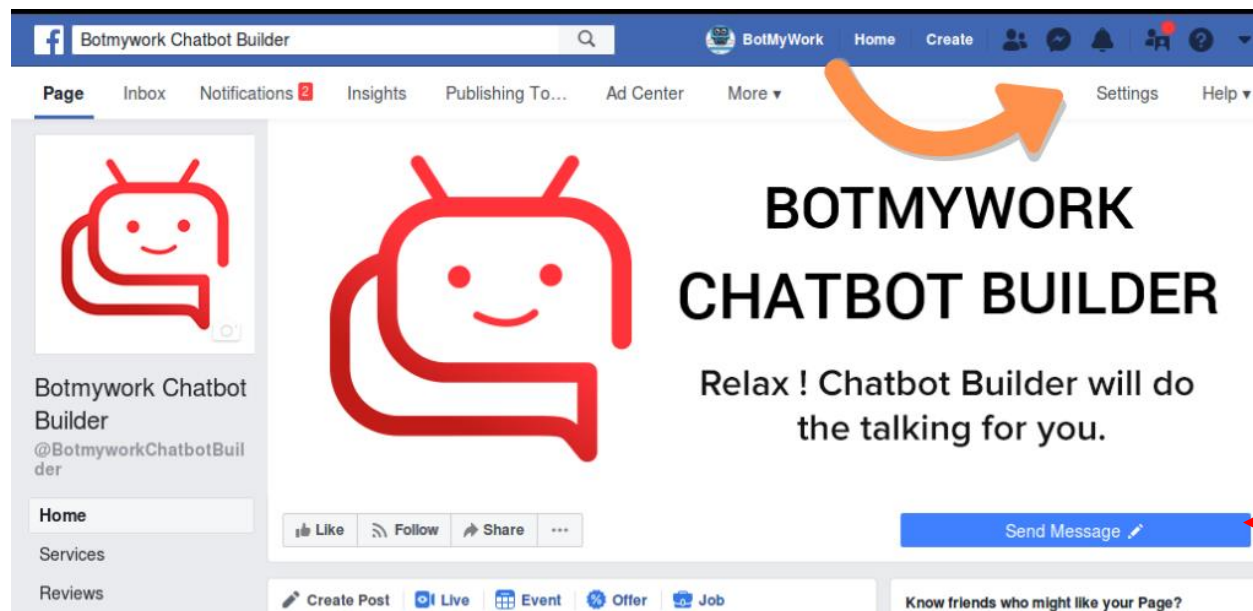 Botmywork Chatbot Builder
BotMyWork Home Create
Page Inbox Notifications 2 Insights Publishing To... Ad Center More Settings Help
BOTMYWORK
CHATBOT BUILDER
Relax ! Chatbot Builder will do
the talking for you.
Botmywork Chatbot
Builder
@BotmyworkChatbotBuil
der
Home
Services
Reviews
Like Follow Share ...
Send Message
Create Post Live Event Offer Job
Know friends who might like your Page?